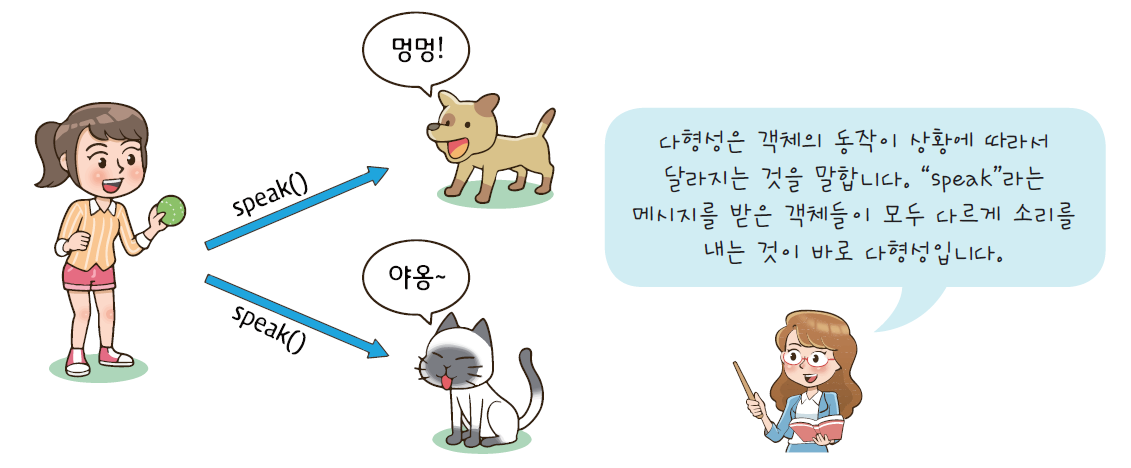 멍멍!
speak()
야옹~
speak()
다형성은 객체의 동작이 상황에 따라서
달라지는 것을 말합니다. “speak”라는
메시지를 받은 객체들이 모두 다르게 소리를
내는 것이 바로 다형성입니다.